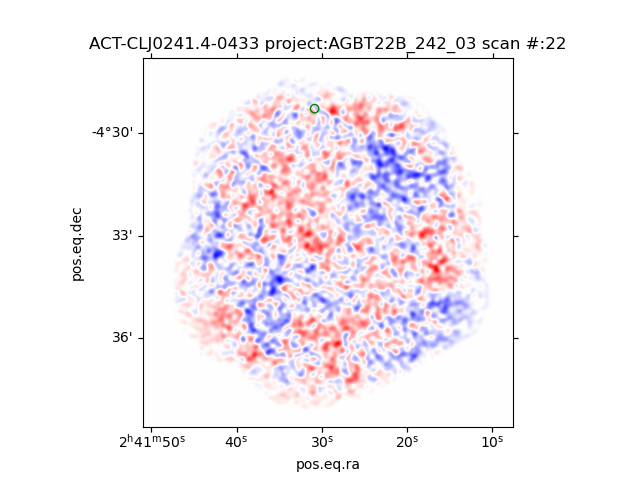 ACT-CLJ0241.4-0433 project:AGBT22B_242_03 scan #:22
-4°30'
33'
36'
pos.eq.dec
2ʰ41ᵐ50ˢ 40ˢ 30ˢ 20ˢ 10ˢ
pos.eq.ra